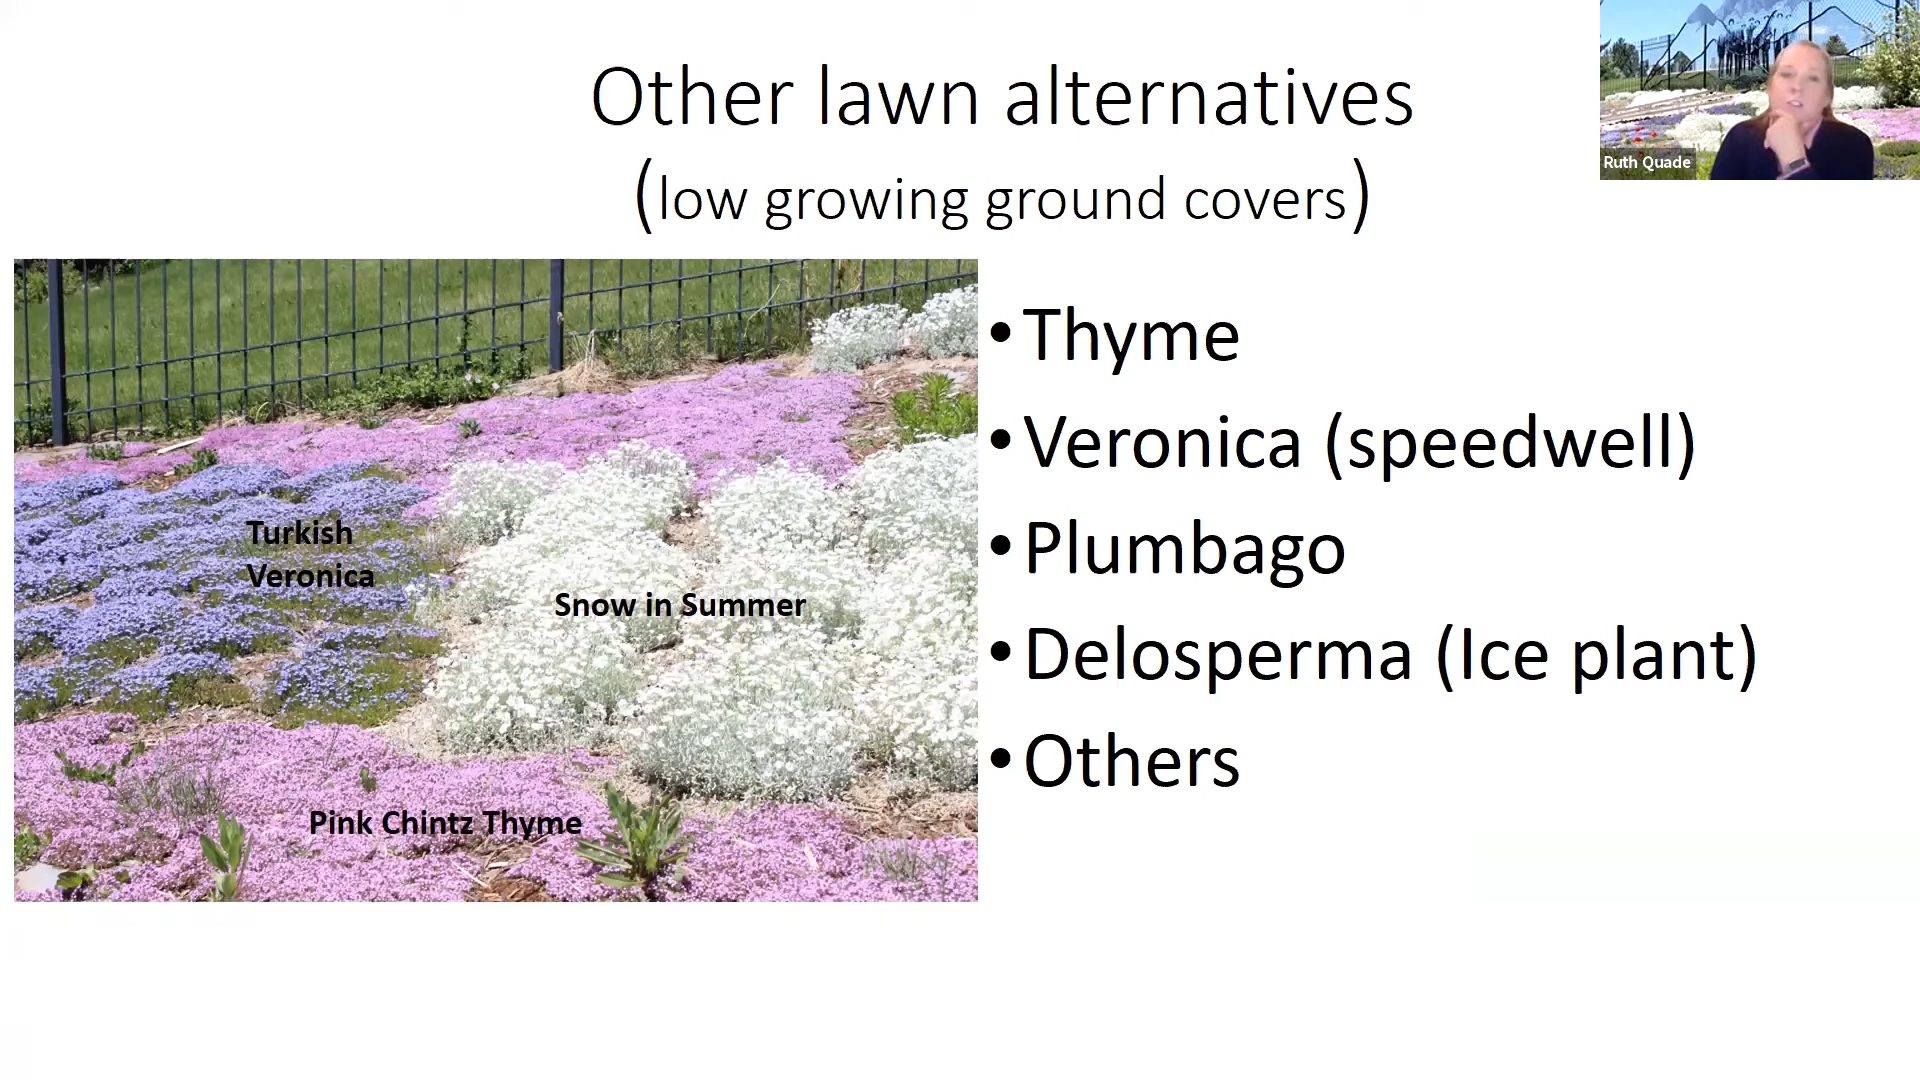 Other lawn alternatives
(low growing ground covers)
Ruth Quade
• Thyme
• Veronica (speedwell)
• Plumbago
• Delosperma (Ice plant)
• Others
Turkish
Veronica
Snow in Summer
Pink Chintz Thyme